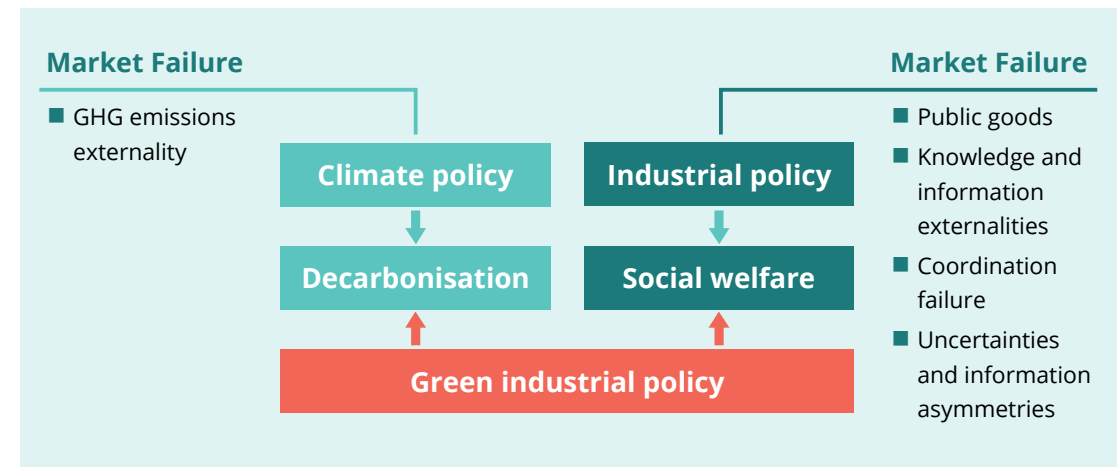 Market Failure
GHG emissions
externality
Climate policy
Decarbonisation
Industrial policy
Social welfare
Green industrial policy
Market Failure
Public goods
Knowledge and
information
externalities
Coordination
failure
Uncertainties
and information
asymmetries